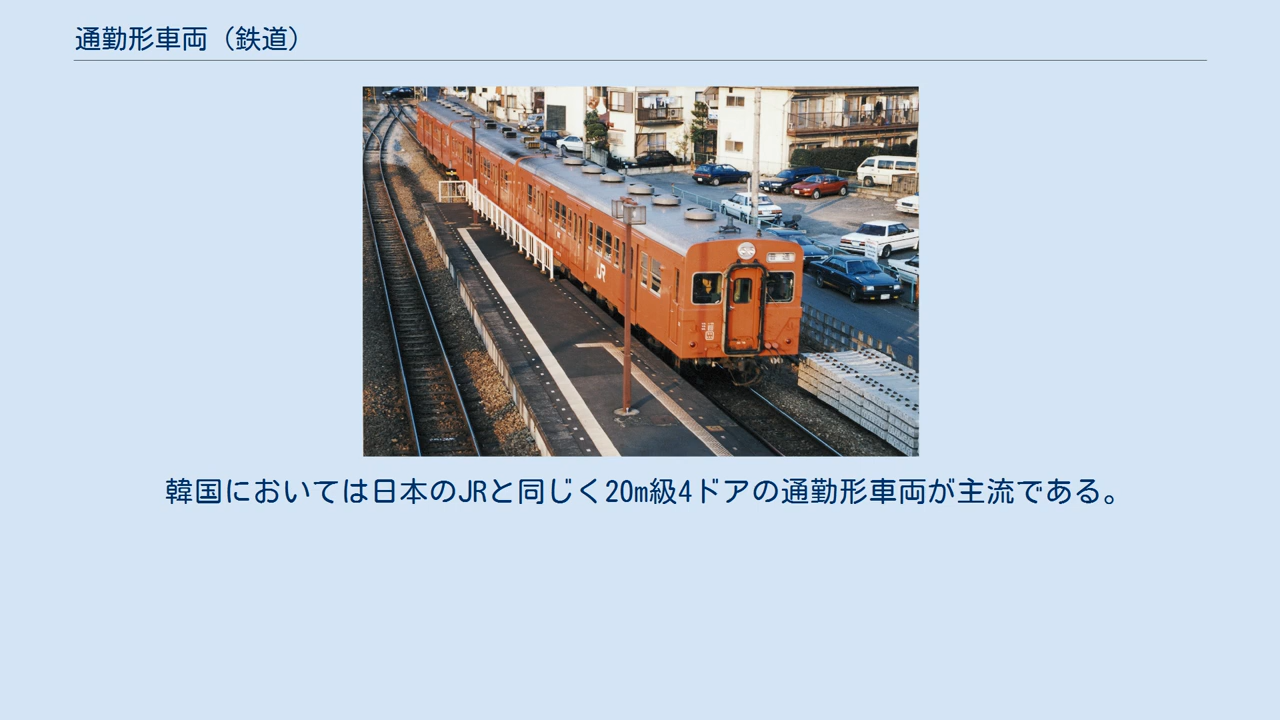 通勤形車両（鉄道）
JR
韓国においては日本のJRと同じく20m級4ドアの通勤形車両が主流である。